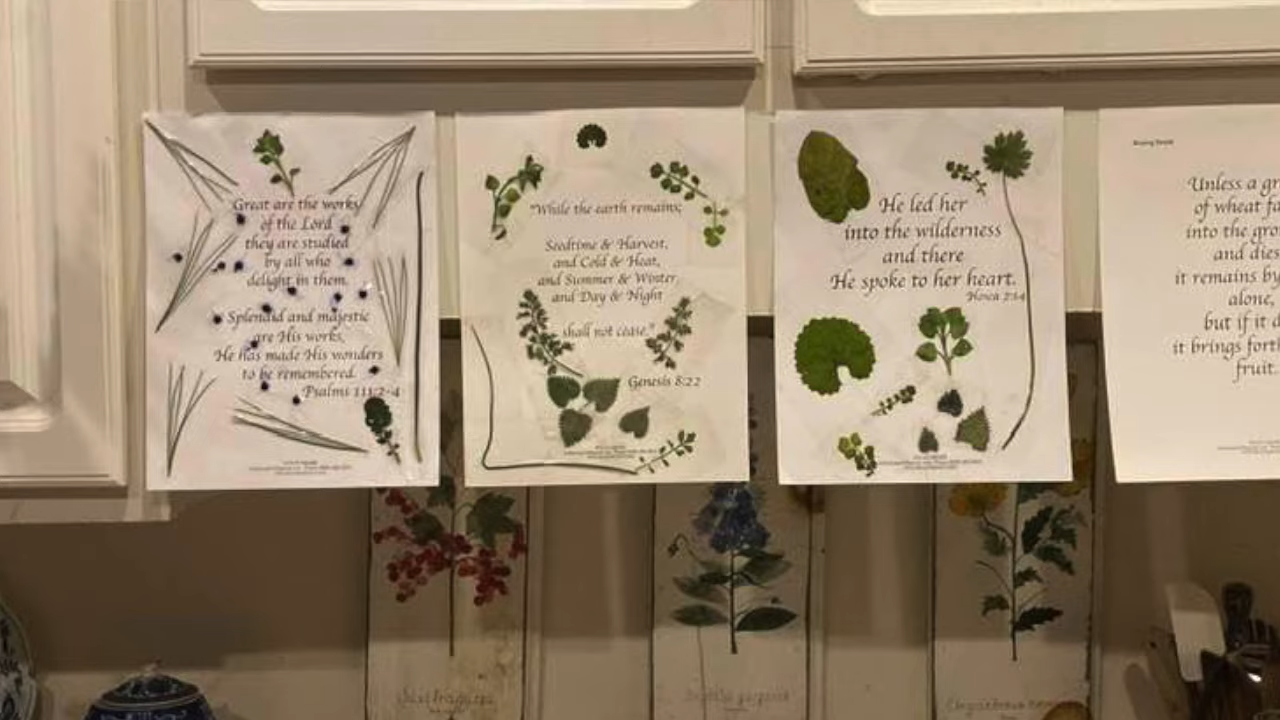 Great are the works
of the Lord
they are studied
by all who
delight in them.
Splendid and majestic
are His works,
He has made His wonders
to be remembered.
Psalms 111:2-4
"While the earth remains;
Seedtime & Harvest,
and Cold & Heat,
and Summer & Winter,
and Day & Night
shall not cease."
Genesis 8:22
He led her
into the wilderness
and there
He spoke to her heart.
Hosea 2:14
Unless a gr
of wheat fa
into the gro
and dies
it remains by
alone,
but if it d
it brings forth
fruit.